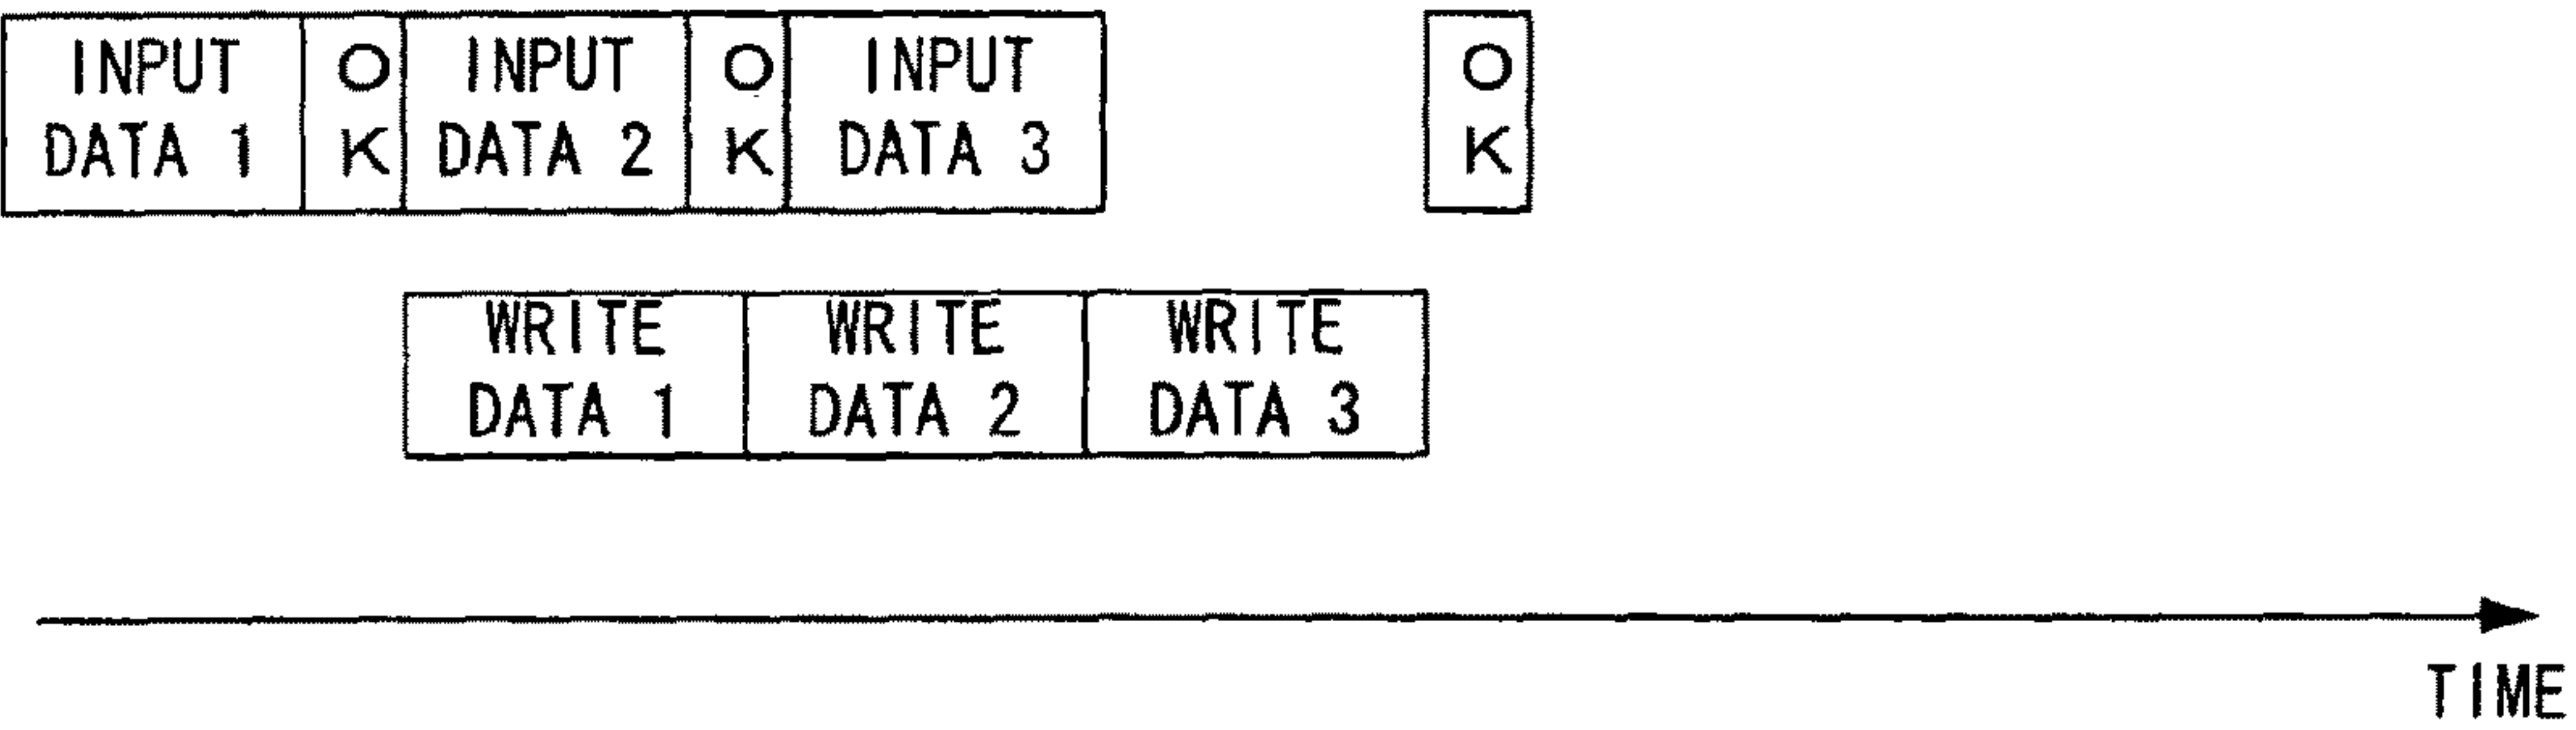 INPUT
DATA 1
O
K
INPUT
DATA 2
O
K
INPUT
DATA 3
O
K
WRITE
DATA 1
WRITE
DATA 2
WRITE
DATA 3
TIME